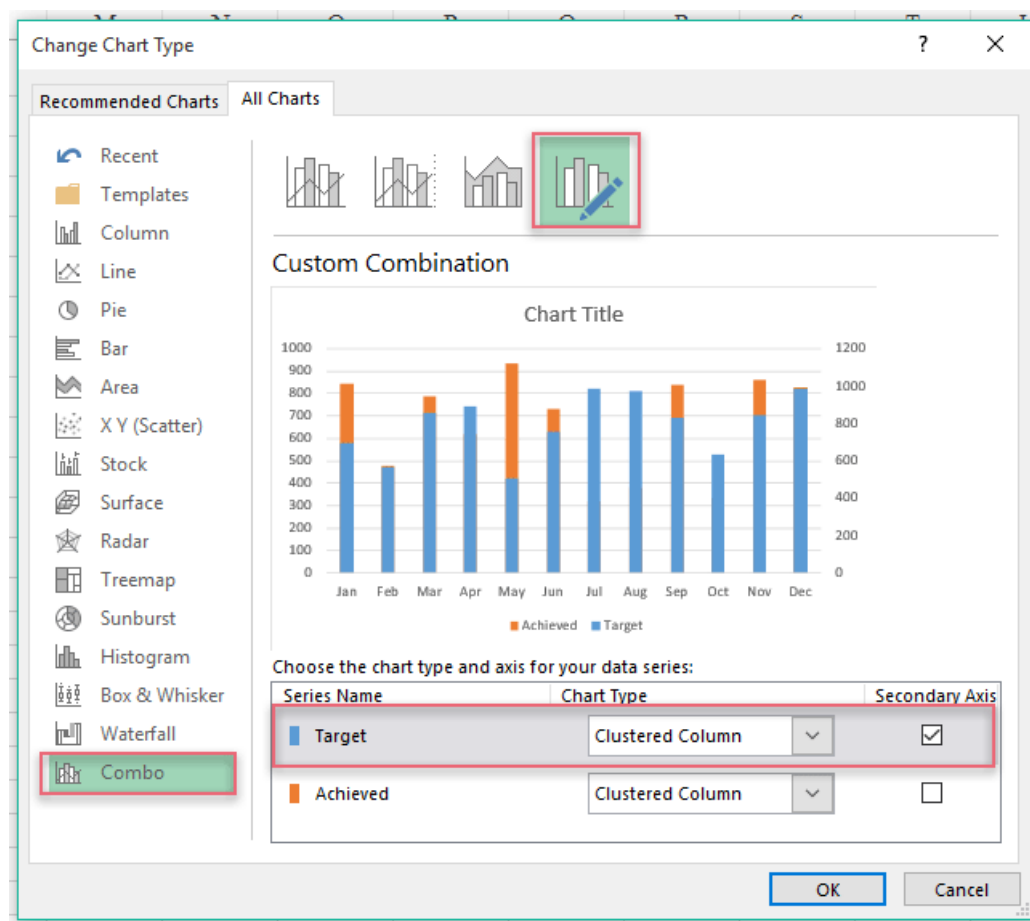 Change Chart Type ?
Recommended Charts All Charts
Recent
Templates
Column
Line
Pie
Bar
Area
X Y (Scatter)
Stock
Surface
Radar
Treemap
Sunburst
Histogram
Box & Whisker
Waterfall
Combo
Custom Combination
Chart Title
1000 1200
900
800 1000
700 800
600
500 600
400
300 400
200 200
100
0 0
Jan Feb Mar Apr May Jun Jul Aug Sep Oct Nov Dec
Achieved Target
Choose the chart type and axis for your data series:
Series Name Chart Type Secondary Axis
Target Clustered Column
Achieved Clustered Column
OK Cancel